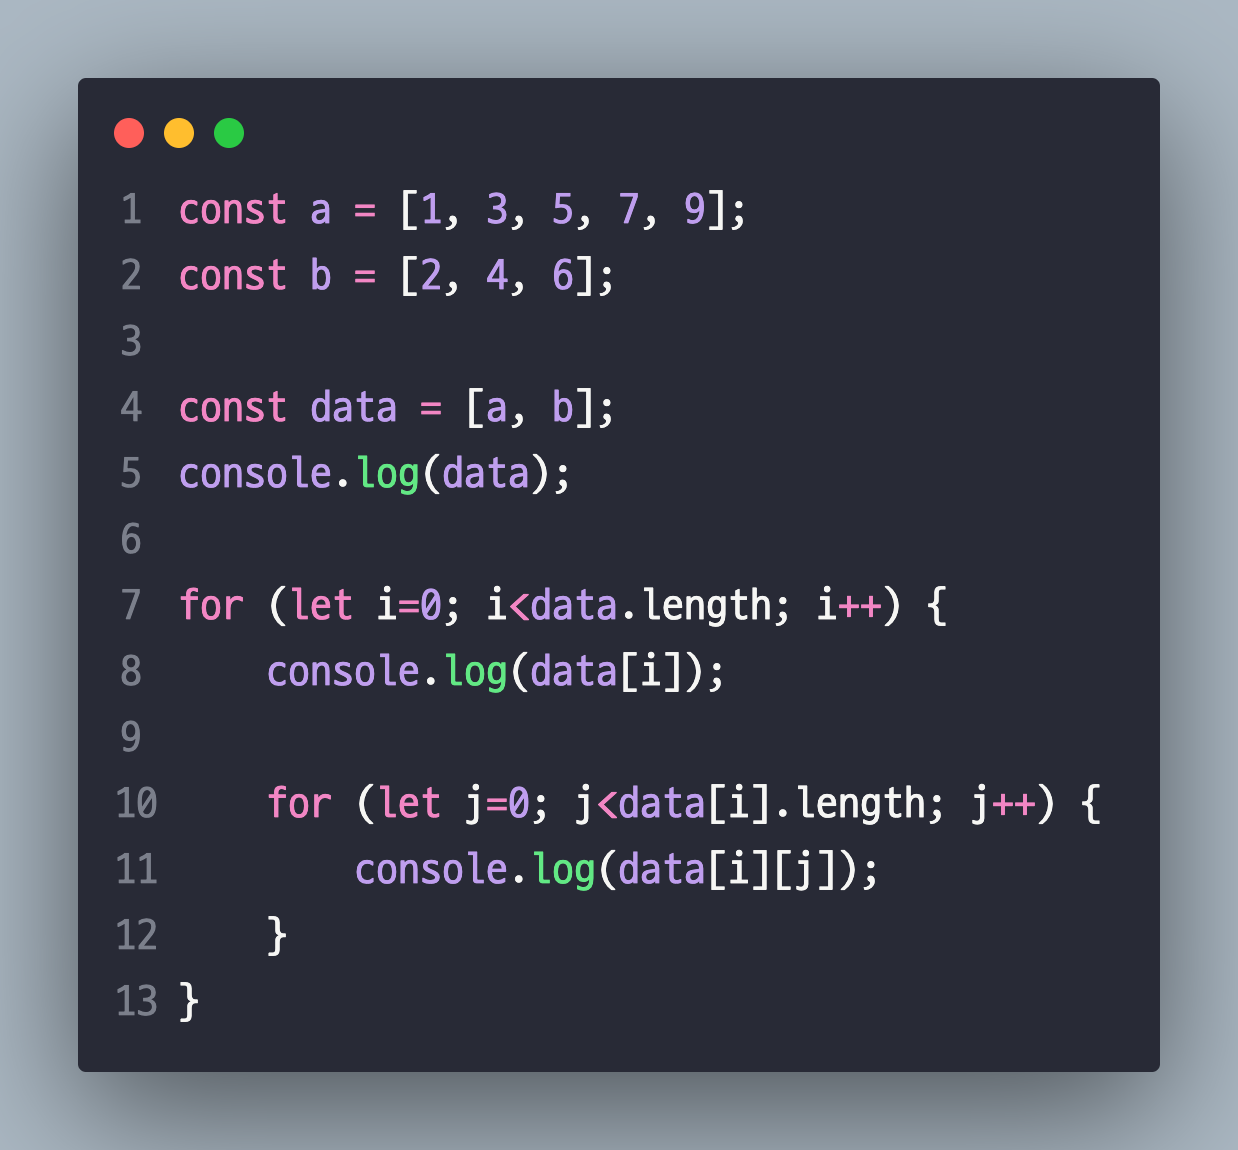 1 const a = [1, 3, 5, 7, 9];
2 const b = [2, 4, 6];
3
4 const data = [a, b];
5 console.log(data);
6
7 for (let i=0; i<data.length; i++) {
8     console.log(data[i]);
9
10     for (let j=0; j<data[i].length; j++) {
11         console.log(data[i][j]);
12     }
13 }